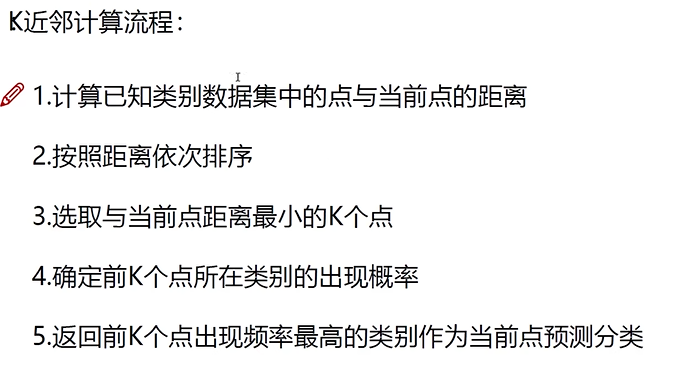 K近邻计算流程：
1.计算已知类别数据集中的点与当前点的距离
2.按照距离依次排序
3.选取与当前点距离最小的K个点
4.确定前K个点所在类别的出现概率
5.返回前K个点出现频率最高的类别作为当前点预测分类